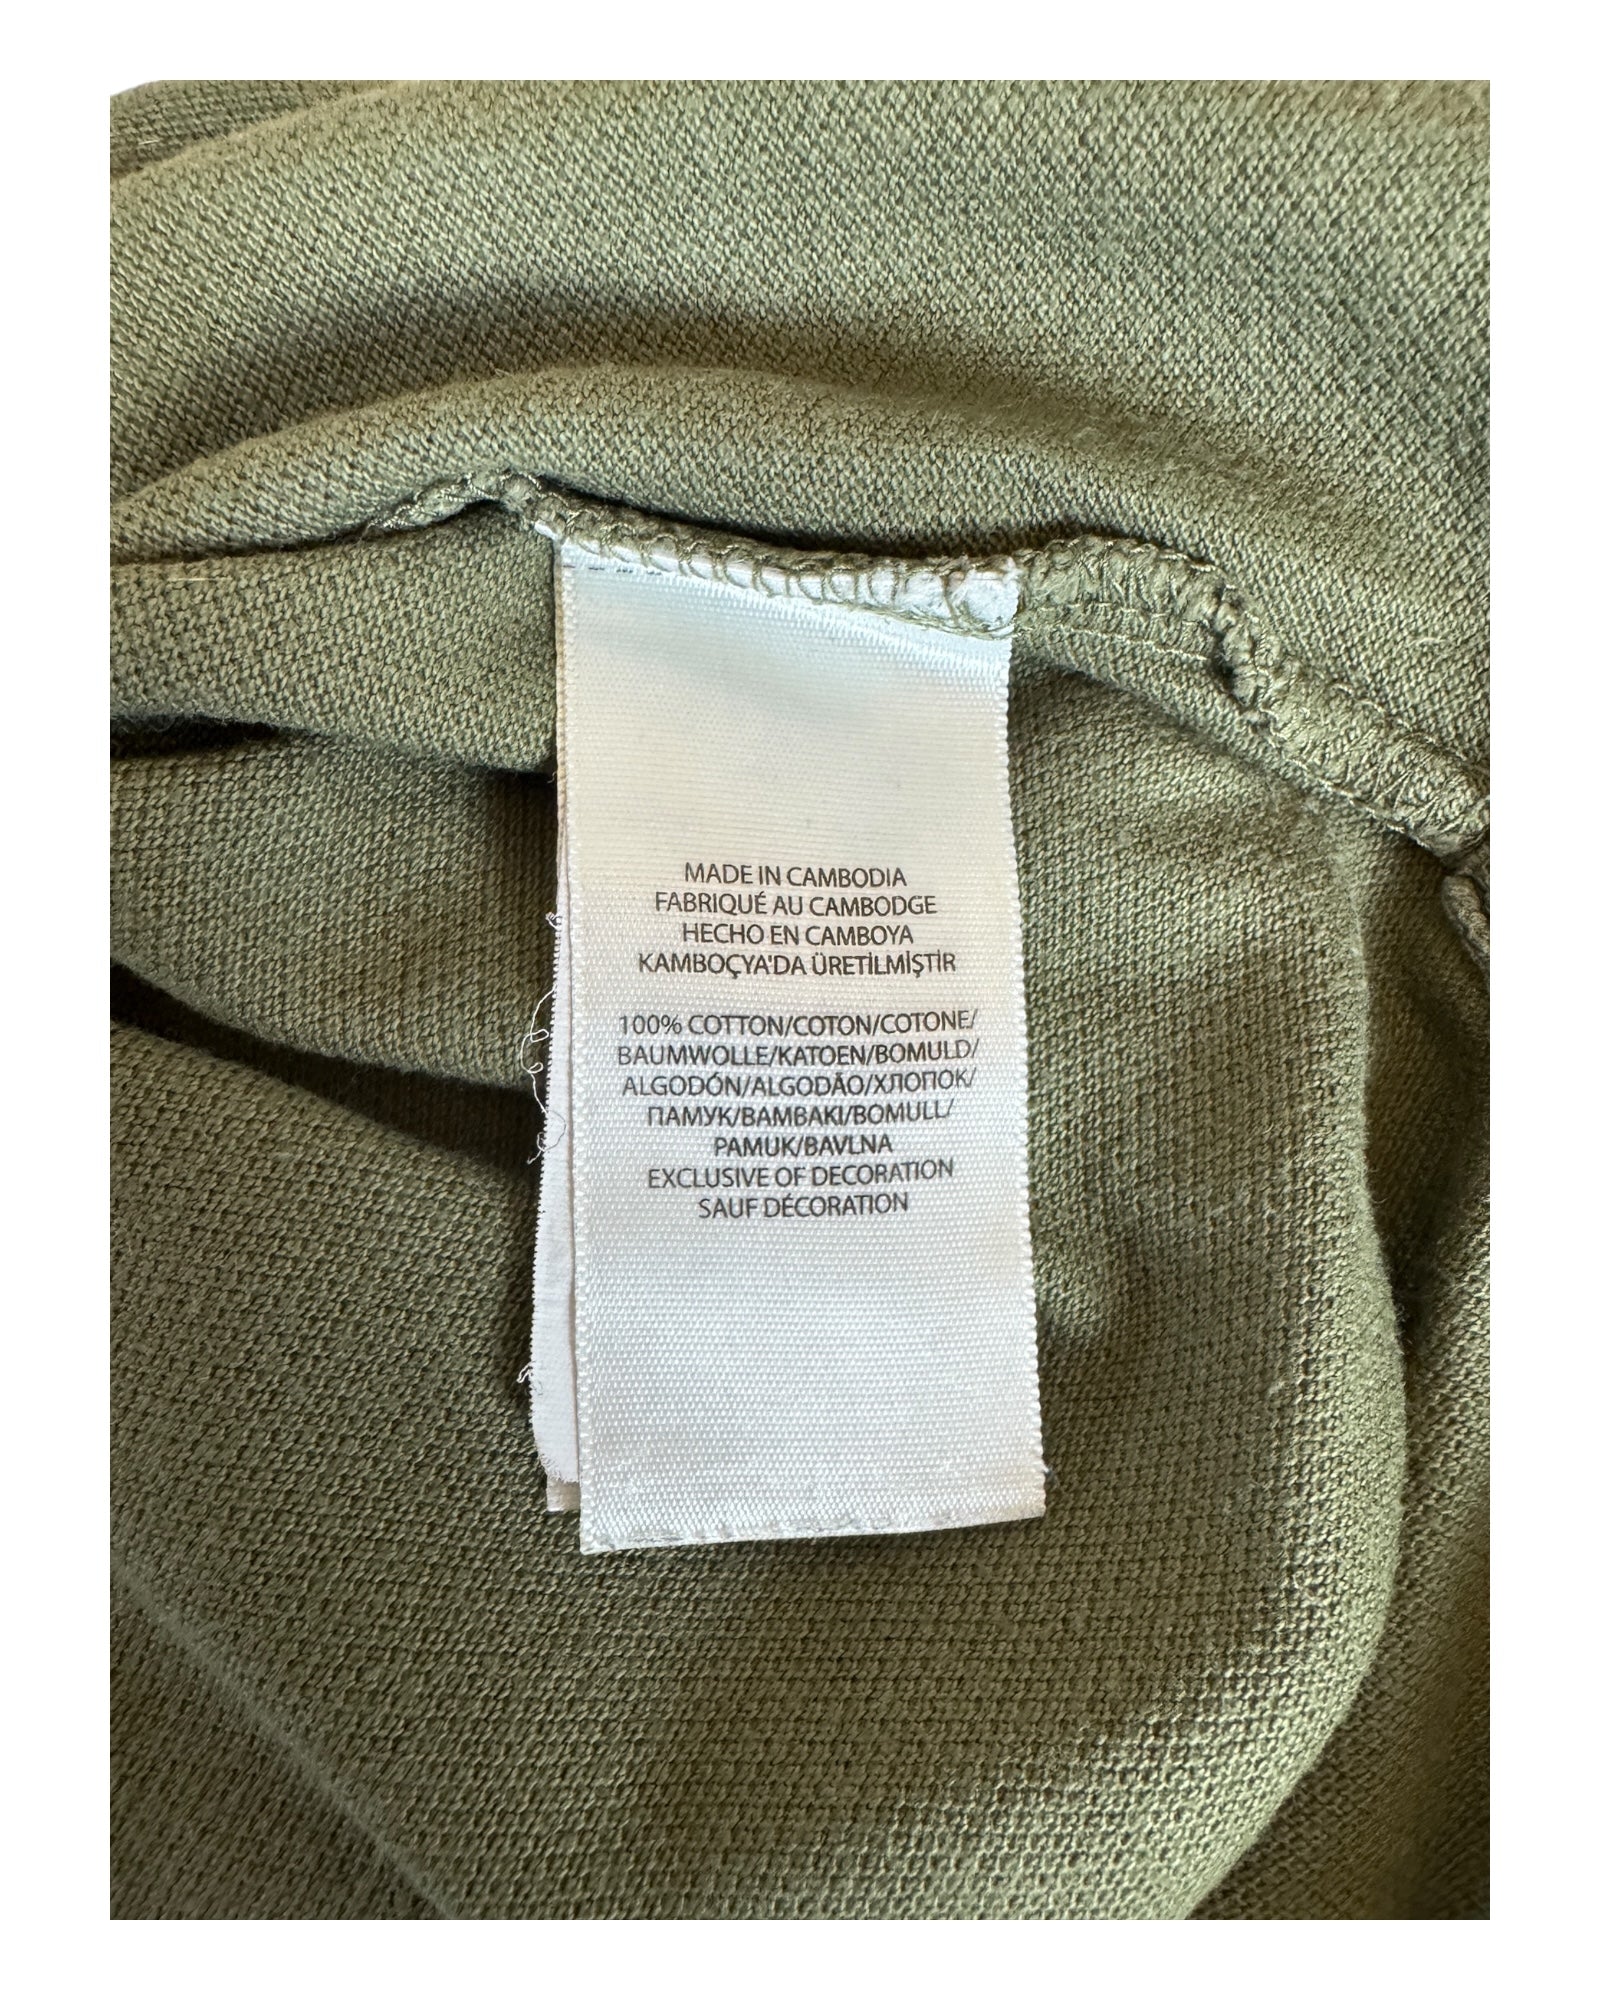 MADE IN CAMBODIA
FABRIQUÉ AU CAMBODGE
HECHO EN CAMBOYA
KAMBOÇYA'DA ÜRETİLMİŞTİR
100% COTTON/COTON/COTONE/
BAUMWOLLE/KATOEN/BOMULD/
ALGODÓN/ALGODÃO/ХЛОПОК/
ПАМУК/ΒΑΜΒΑΚΙ/BOMULL/
PAMUK/BAVLNA
EXCLUSIVE OF DECORATION
SAUF DÉCORATION